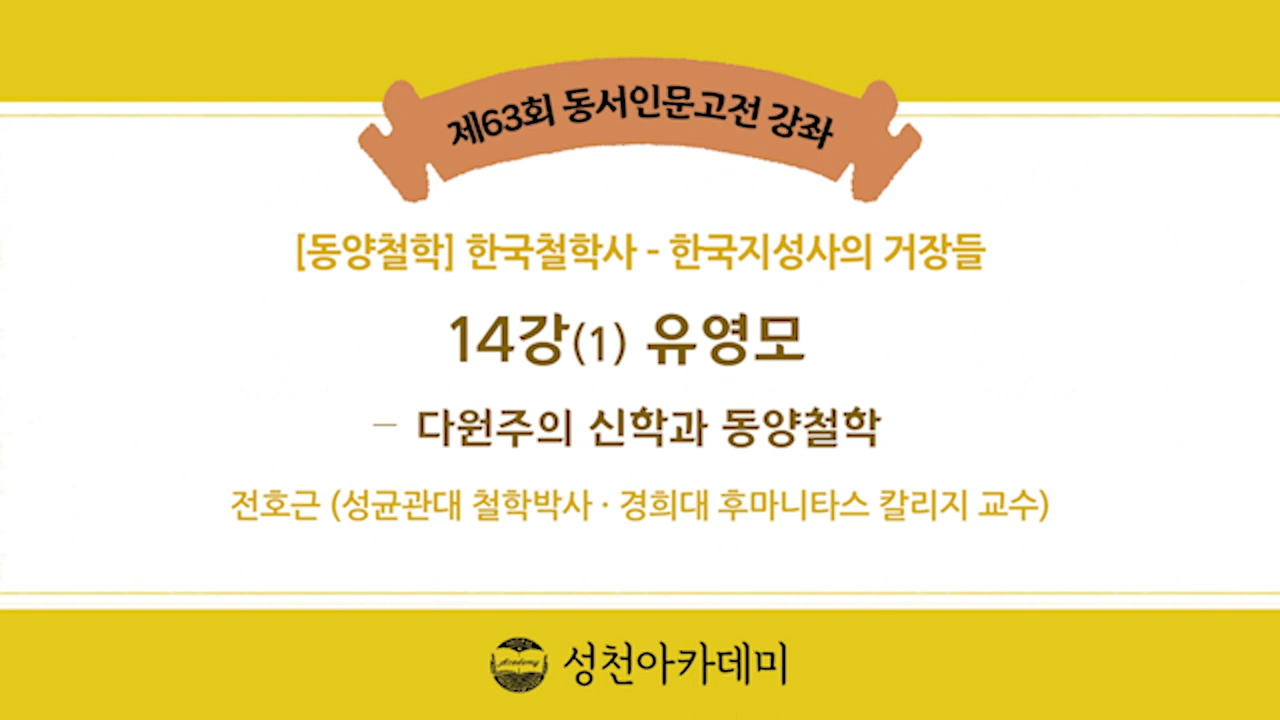 제63회 동서인문고전 강좌
[동양철학] 한국철학사 - 한국지성사의 거장들
14강(1) 유영모
- 다원주의 신학과 동양철학
전호근 (성균관대 철학박사 · 경희대 후마니타스 칼리지 교수)
Academy
성천아카데미